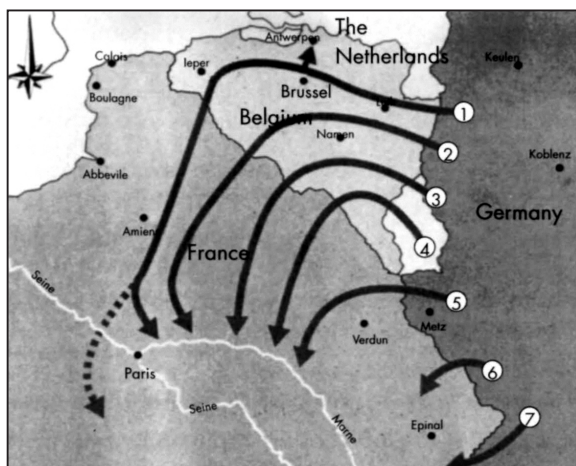 The
Netherlands
Antwerpen
Calais
Ieper
Keulen
Boulagne
Brussel
1
Belgium
Namen
2
Koblenz
Abbevile
3
Germany
Amien
4
France
Seine
5
Metz
Verdun
Paris
6
Seine
Marne
7
Epinal